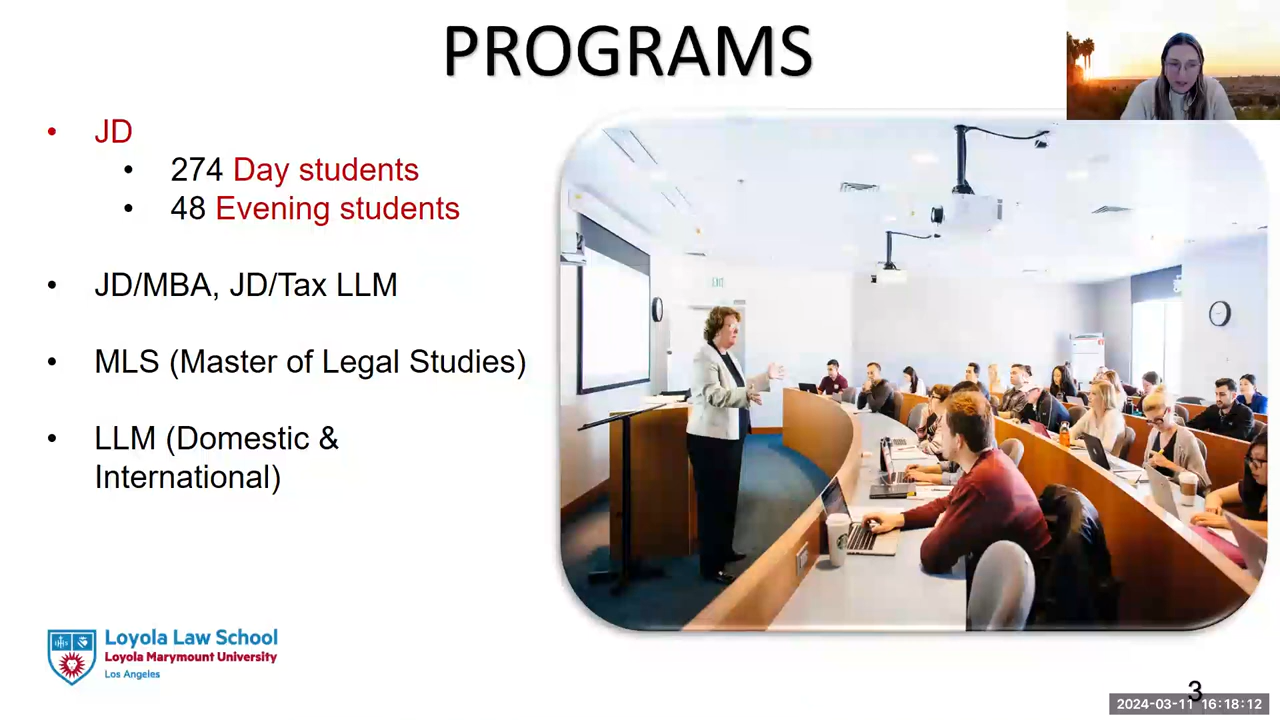 PROGRAMS
• JD
• 274 Day students
• 48 Evening students
• JD/MBA, JD/Tax LLM
• MLS (Master of Legal Studies)
• LLM (Domestic &
International)
EXIT
Loyola Law School
Loyola Marymount University
Los Angeles
3
2024-03-11 16:18:12